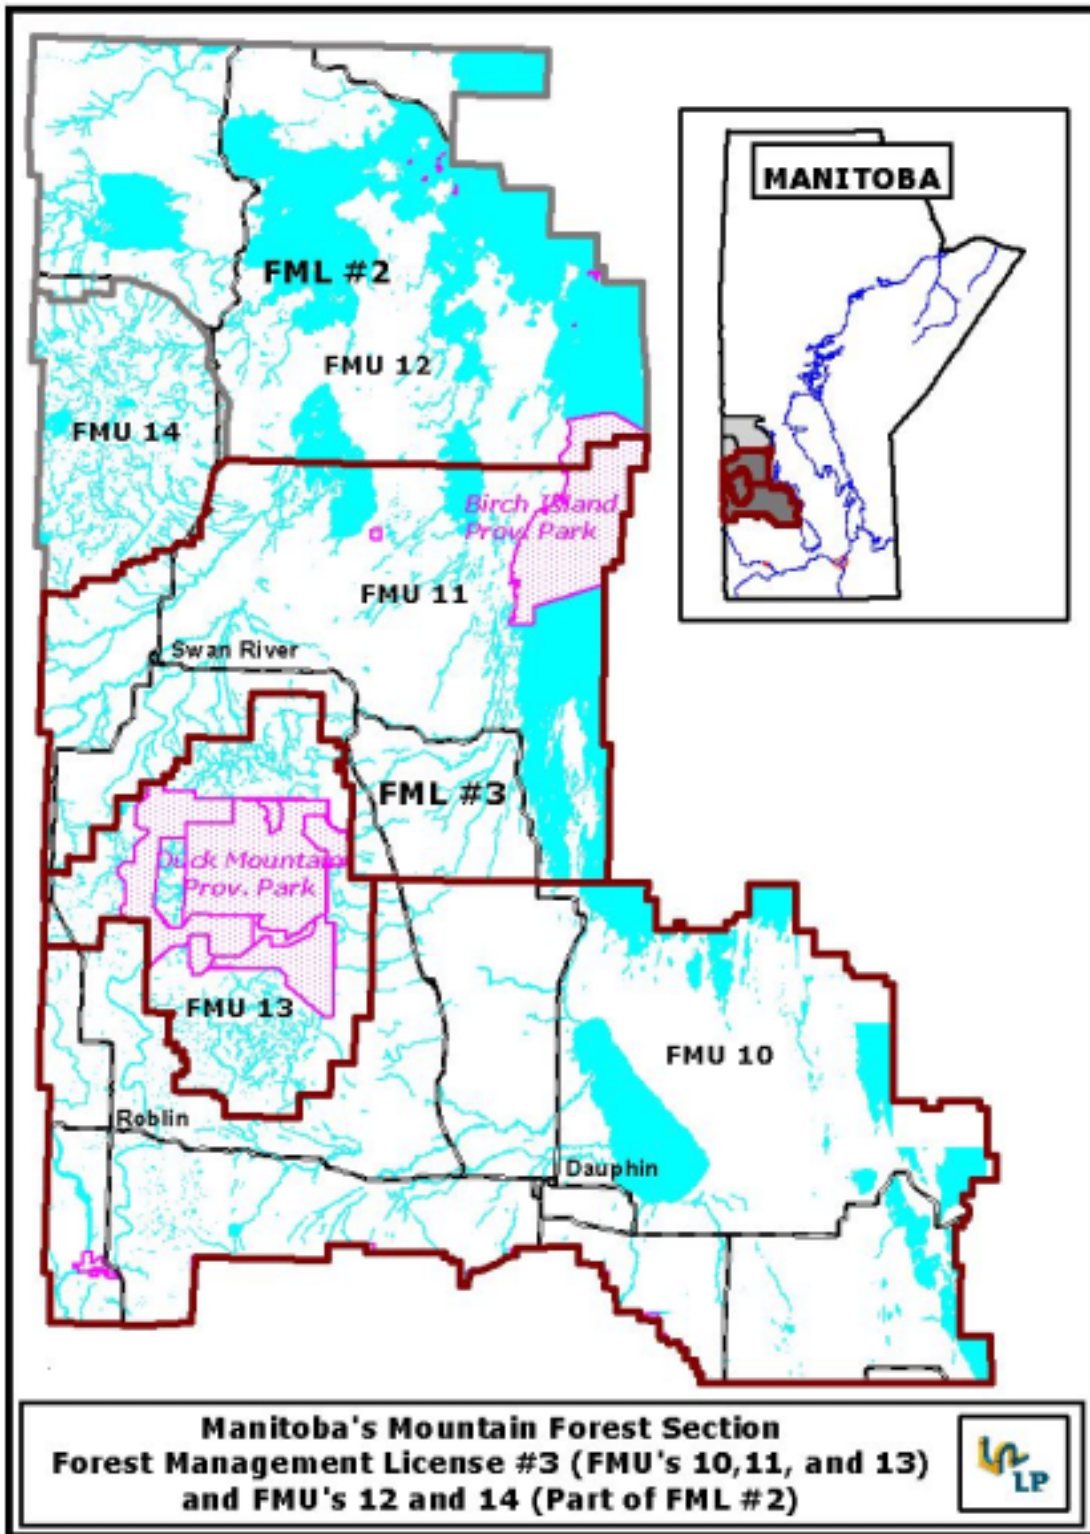 MANITOBA
FML #2
FMU 12
FMU 14
Birch Island
Prov. Park
FMU 11
Swan River
FML #3
Duck Mountain
Prov. Park
FMU 13
FMU 10
Roblin
Dauphin
Manitoba's Mountain Forest Section
Forest Management License #3 (FMU's 10,11, and 13)
and FMU's 12 and 14 (Part of FML #2)
LP